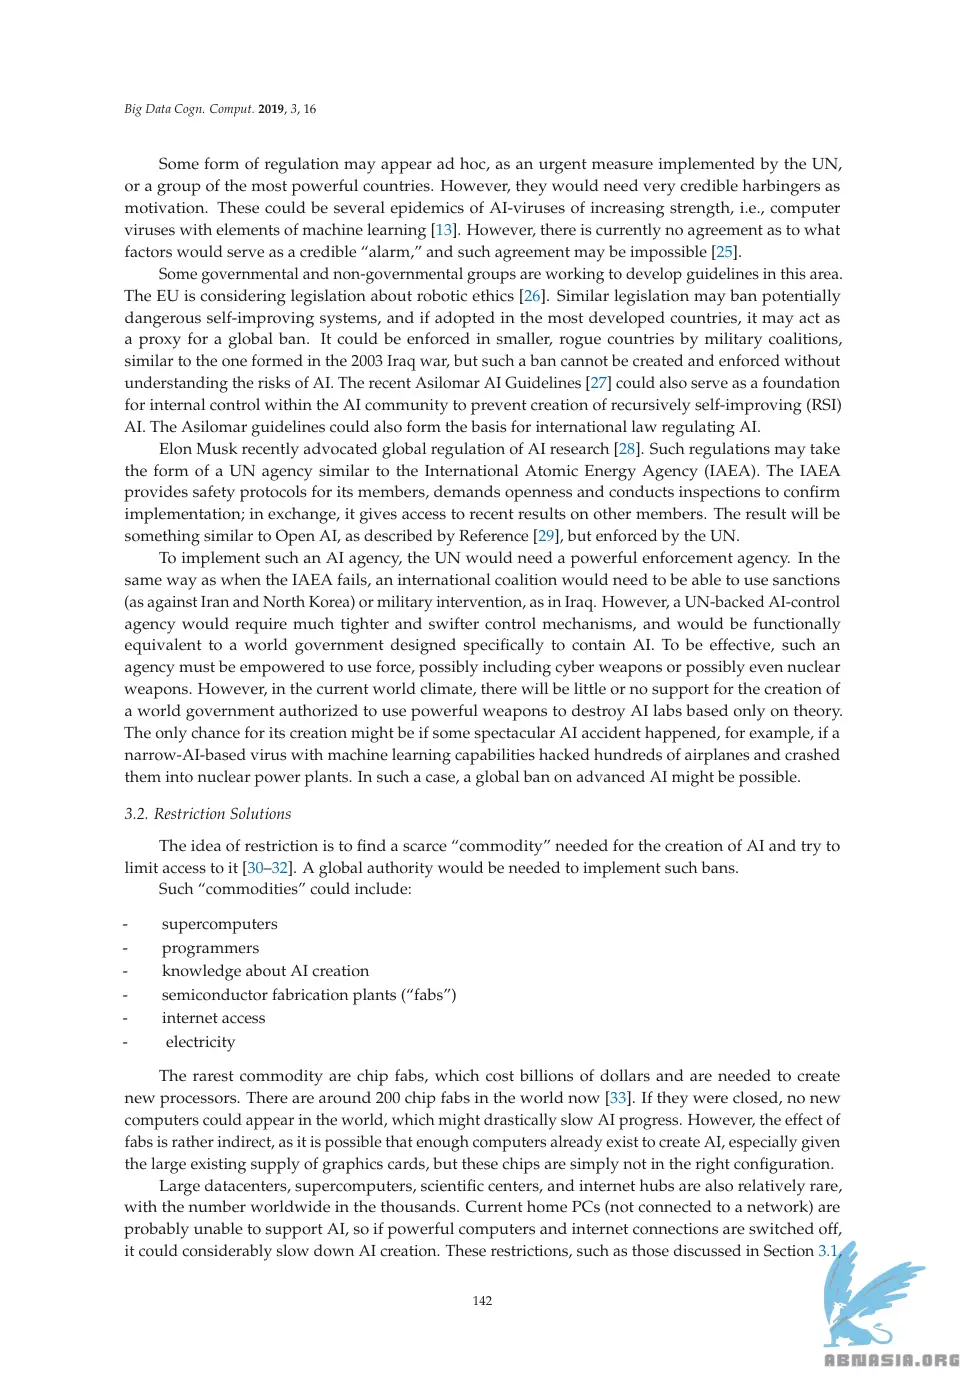 Big Data Cogn. Comput. 2019, 3, 16
Some form of regulation may appear ad hoc, as an urgent measure implemented by the UN,
or a group of the most powerful countries. However, they would need very credible harbingers as
motivation. These could be several epidemics of AI-viruses of increasing strength, i.e., computer
viruses with elements of machine learning [13]. However, there is currently no agreement as to what
factors would serve as a credible “alarm,” and such agreement may be impossible [25].
Some governmental and non-governmental groups are working to develop guidelines in this area.
The EU is considering legislation about robotic ethics [26]. Similar legislation may ban potentially
dangerous self-improving systems, and if adopted in the most developed countries, it may act as
a proxy for a global ban. It could be enforced in smaller, rogue countries by military coalitions,
similar to the one formed in the 2003 Iraq war, but such a ban cannot be created and enforced without
understanding the risks of AI. The recent Asilomar AI Guidelines [27] could also serve as a foundation
for internal control within the AI community to prevent creation of recursively self-improving (RSI)
AI. The Asilomar guidelines could also form the basis for international law regulating AI.
Elon Musk recently advocated global regulation of AI research [28]. Such regulations may take
the form of a UN agency similar to the International Atomic Energy Agency (IAEA). The IAEA
provides safety protocols for its members, demands openness and conducts inspections to confirm
implementation; in exchange, it gives access to recent results on other members. The result will be
something similar to Open AI, as described by Reference [29], but enforced by the UN.
To implement such an AI agency, the UN would need a powerful enforcement agency. In the
same way as when the IAEA fails, an international coalition would need to be able to use sanctions
(as against Iran and North Korea) or military intervention, as in Iraq. However, a UN-backed AI-control
agency would require much tighter and swifter control mechanisms, and would be functionally
equivalent to a world government designed specifically to contain AI. To be effective, such an
agency must be empowered to use force, possibly including cyber weapons or possibly even nuclear
weapons. However, in the current world climate, there will be little or no support for the creation of
a world government authorized to use powerful weapons to destroy AI labs based only on theory.
The only chance for its creation might be if some spectacular AI accident happened, for example, if a
narrow-AI-based virus with machine learning capabilities hacked hundreds of airplanes and crashed
them into nuclear power plants. In such a case, a global ban on advanced AI might be possible.
3.2. Restriction Solutions
The idea of restriction is to find a scarce “commodity” needed for the creation of AI and try to
limit access to it [30–32]. A global authority would be needed to implement such bans.
Such “commodities” could include:
- supercomputers
- programmers
- knowledge about AI creation
- semiconductor fabrication plants (“fabs”)
- internet access
- electricity
The rarest commodity are chip fabs, which cost billions of dollars and are needed to create
new processors. There are around 200 chip fabs in the world now [33]. If they were closed, no new
computers could appear in the world, which might drastically slow AI progress. However, the effect of
fabs is rather indirect, as it is possible that enough computers already exist to create AI, especially given
the large existing supply of graphics cards, but these chips are simply not in the right configuration.
Large datacenters, supercomputers, scientific centers, and internet hubs are also relatively rare,
with the number worldwide in the thousands. Current home PCs (not connected to a network) are
probably unable to support AI, so if powerful computers and internet connections are switched off,
it could considerably slow down AI creation. These restrictions, such as those discussed in Section 3.1,
142
ABNASIA.ORG